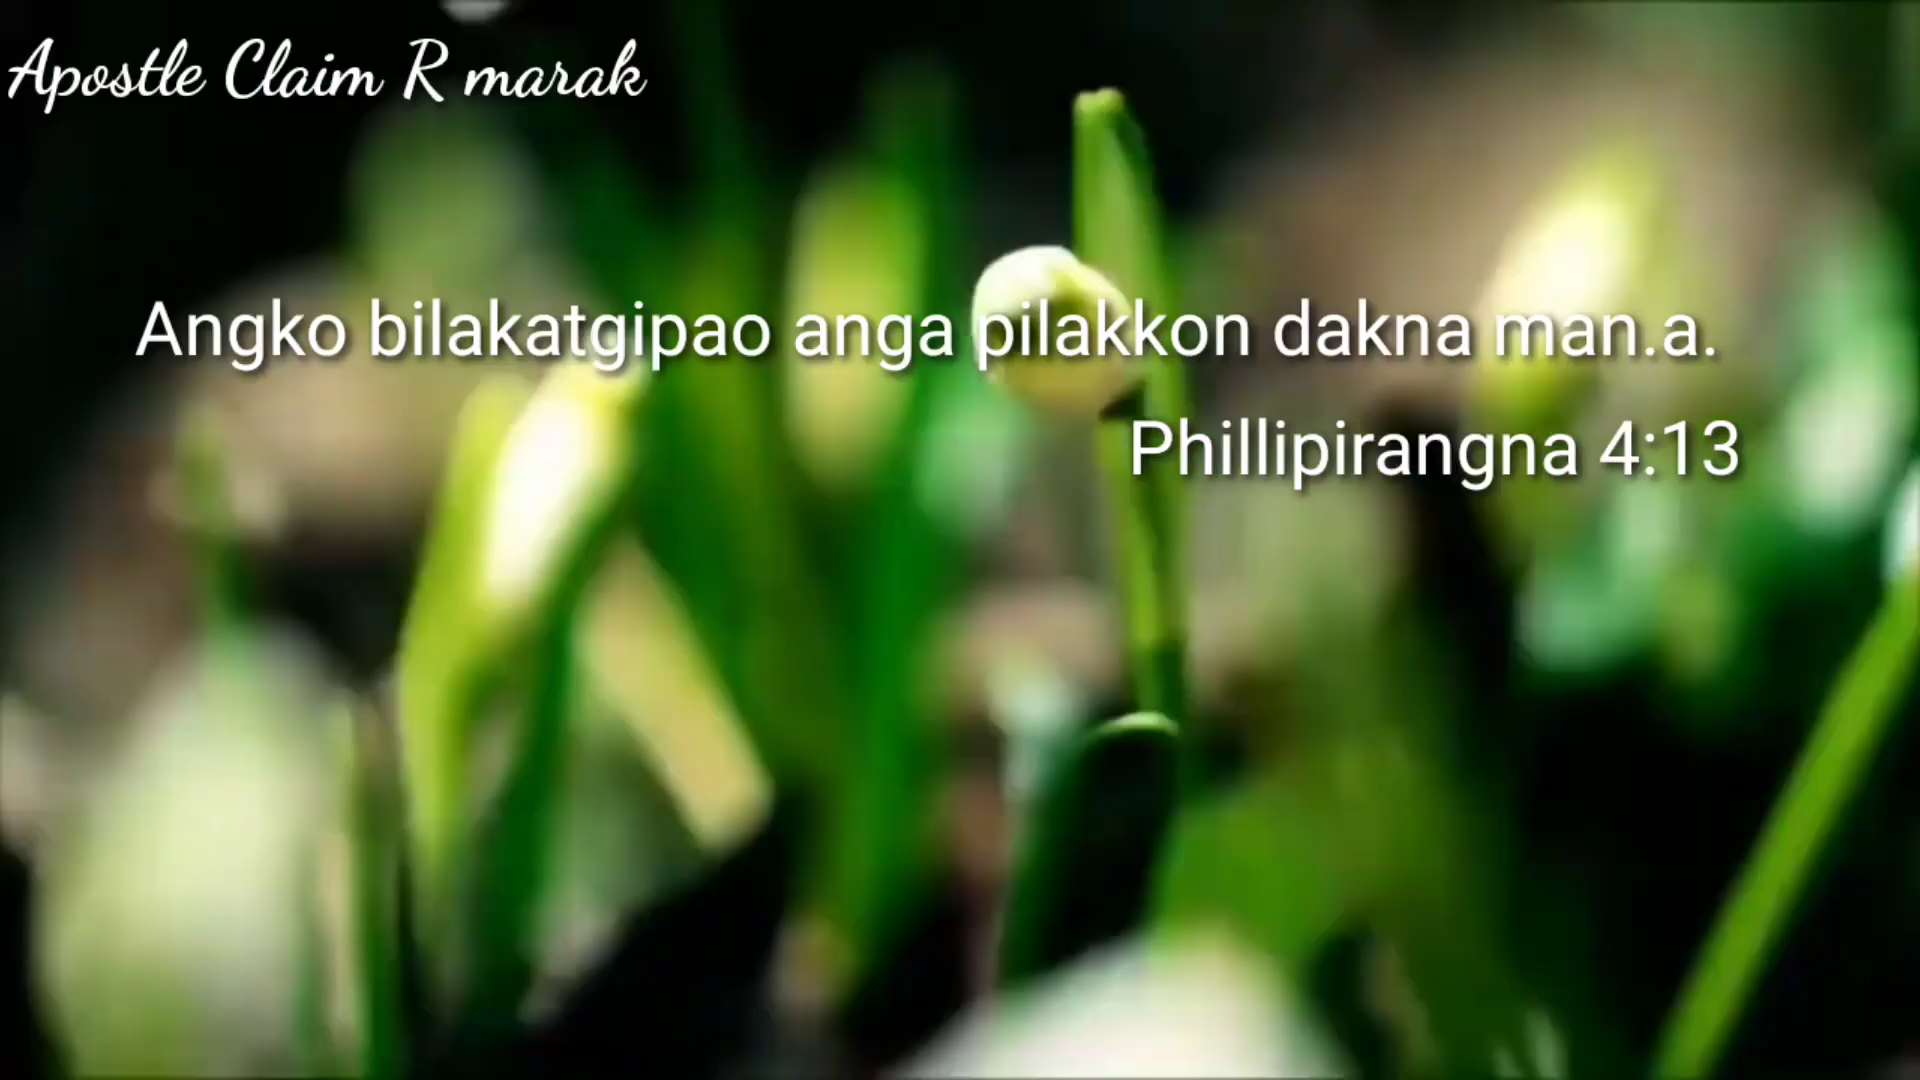 Apostle Claim R marak
Angko bilakatgipao anga pilakkon dakna man.a.
Phillipirangna 4:13